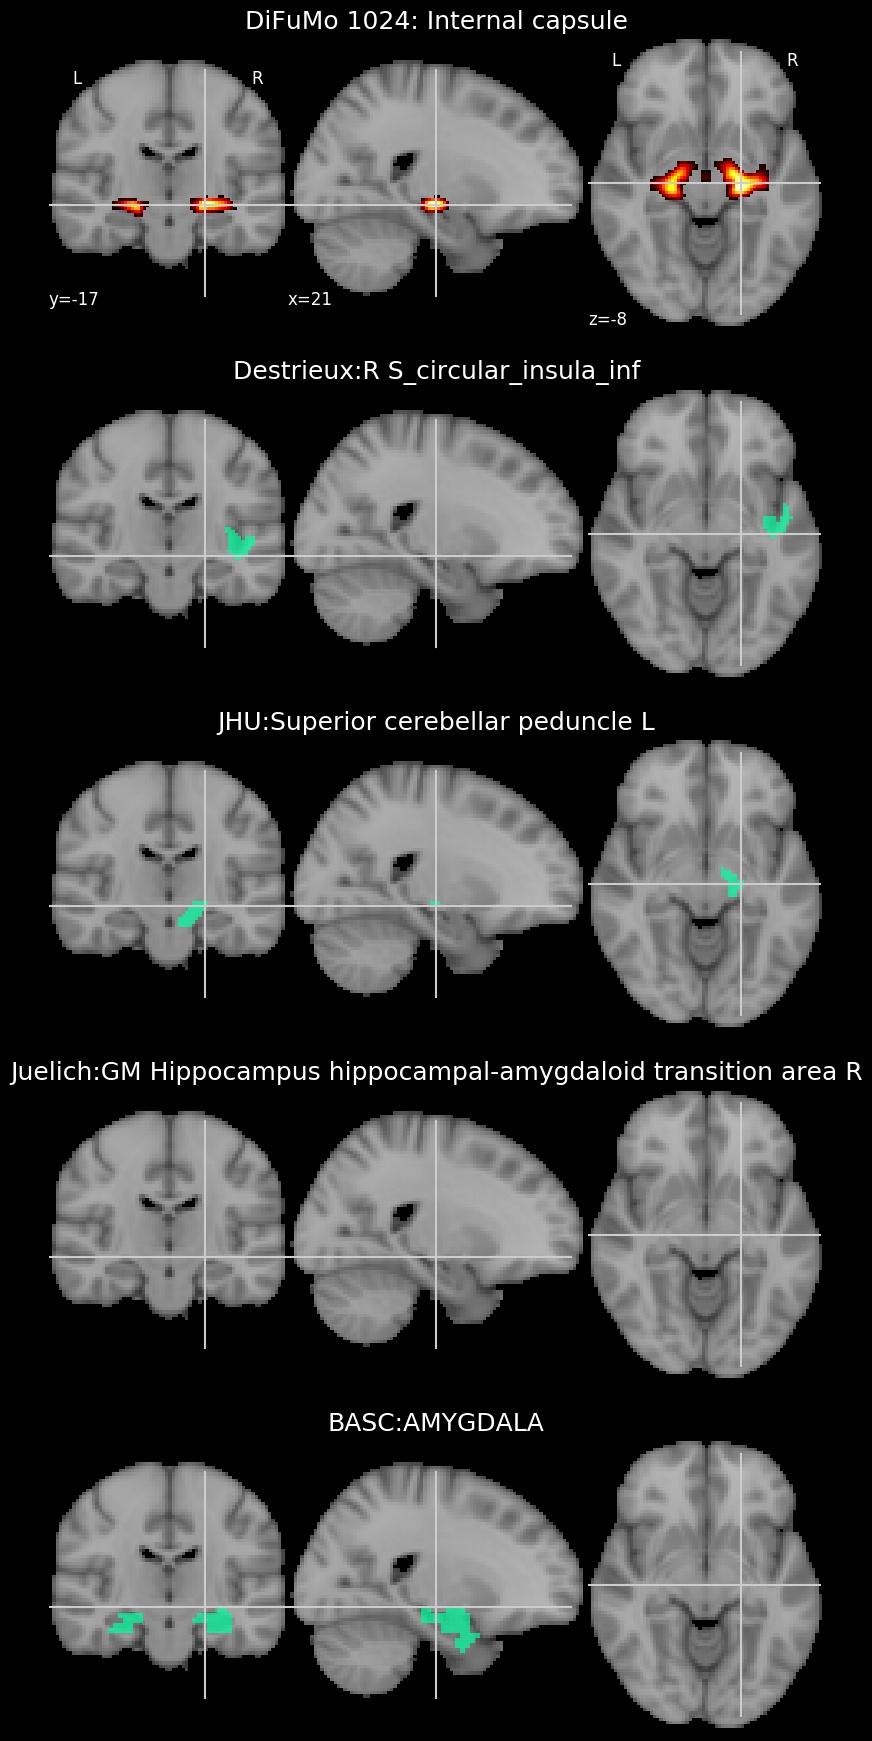 DiFuMo 1024: Internal capsule
L R L R
y=-17 x=21 z=-8
Destrieux:R S_circular_insula_inf
JHU:Superior cerebellar peduncle L
Juelich:GM Hippocampus hippocampal-amygdaloid transition area R
BASC:AMYGDALA